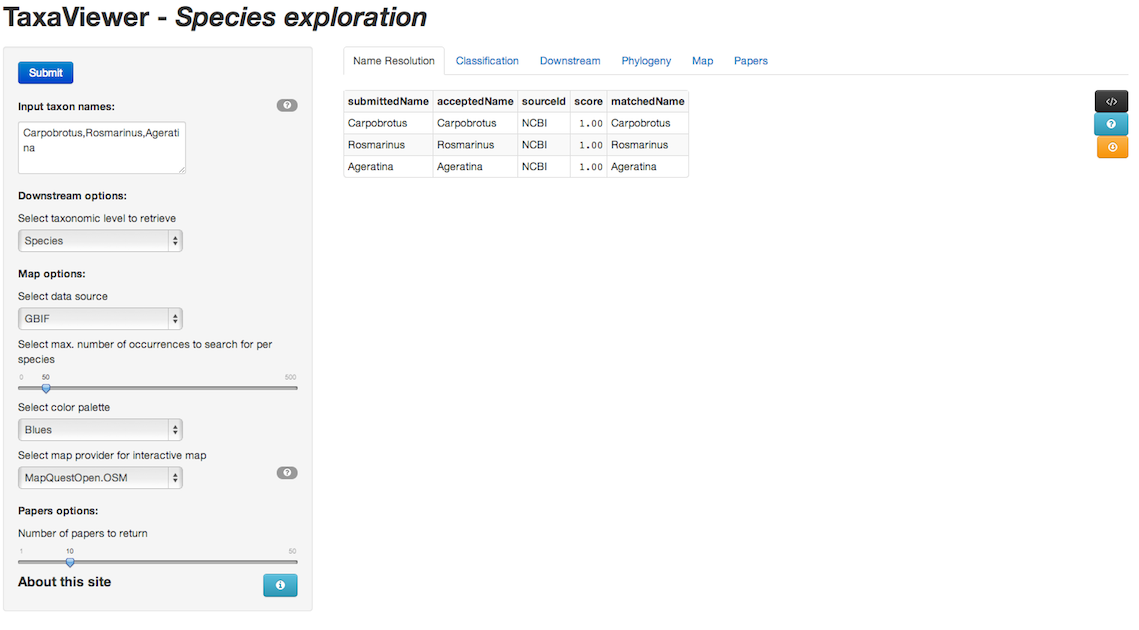 TaxaViewer - Species exploration
Submit
Input taxon names:
Carpobrotus,Rosmarinus,Agerati
na
Downstream options:
Select taxonomic level to retrieve
Species
Map options:
Select data source
GBIF
Select max. number of occurrences to search for per
species
0 50 500
Select color palette
Blues
Select map provider for interactive map
MapQuestOpen.OSM
Papers options:
Number of papers to return
1 10 50
About this site
Name Resolution Classification Downstream Phylogeny Map Papers
submittedName acceptedName sourceId score matchedName
Carpobrotus Carpobrotus NCBI 1.00 Carpobrotus
Rosmarinus Rosmarinus NCBI 1.00 Rosmarinus
Ageratina Ageratina NCBI 1.00 Ageratina